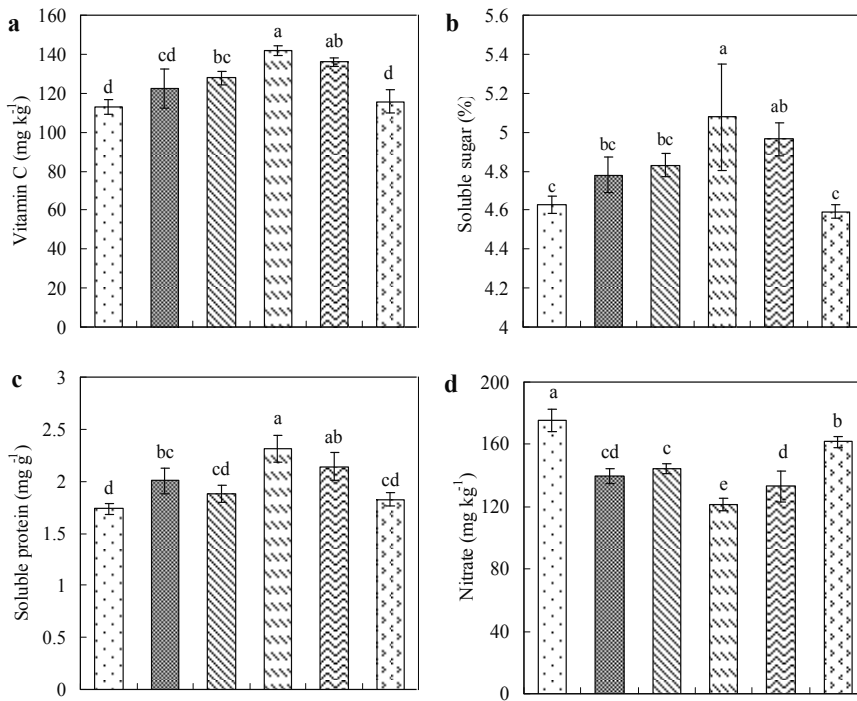 a
Vitamin C (mg kg-1)
160
140
120
100
80
60
40
20
0
d
cd
bc
a
ab
d
b
Soluble sugar (%)
5.6
5.4
5.2
5
4.8
4.6
4.4
4.2
4
c
bc
bc
a
ab
c
c
Soluble protein (mg g-1)
3
2.5
2
1.5
1
0.5
0
d
bc
cd
a
ab
cd
d
Nitrate (mg kg-1)
200
160
120
80
40
0
a
cd
c
e
d
b